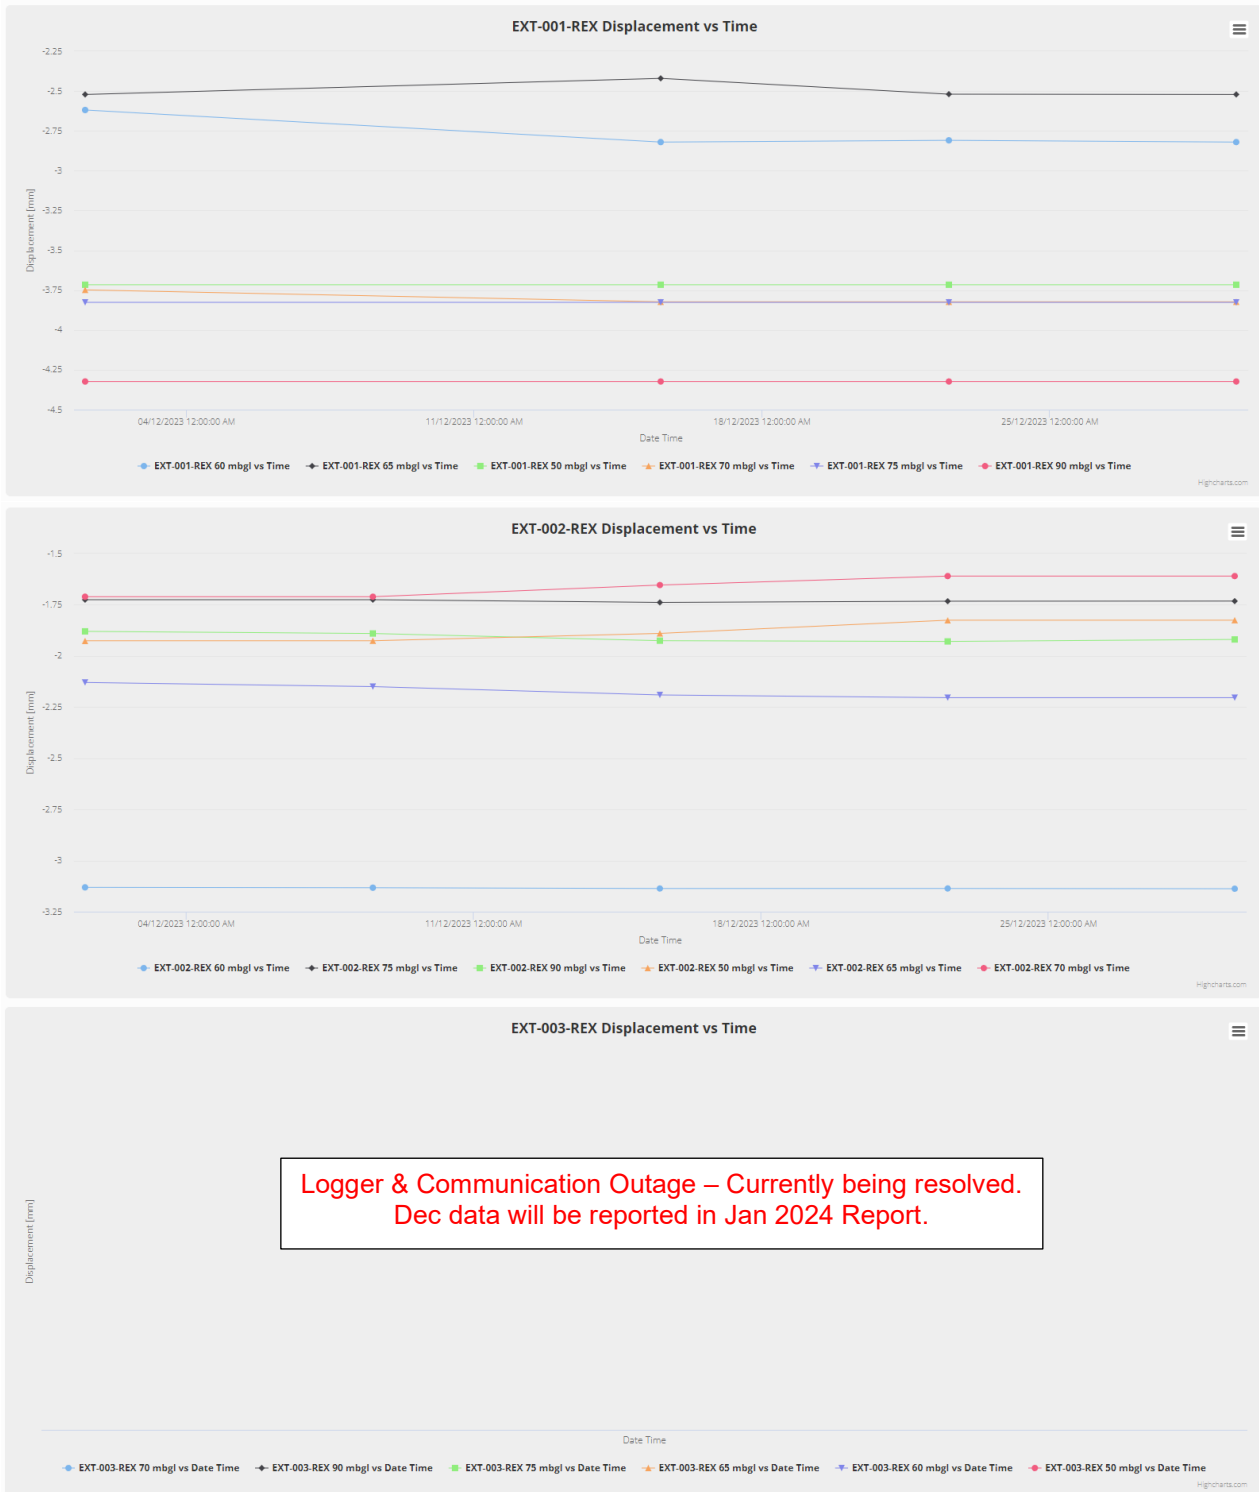 EXT-001-REX Displacement vs Time
-2.25
-2.5
-2.75
-3
-3.25
-3.5
-3.75
-4
-4.25
-4.5
Displacement [mm]
04/12/2023 12:00:00 AM 11/12/2023 12:00:00 AM 18/12/2023 12:00:00 AM 25/12/2023 12:00:00 AM
Date Time
EXT-001-REX 60 mbgl vs Time EXT-001-REX 65 mbgl vs Time EXT-001-REX 50 mbgl vs Time EXT-001-REX 70 mbgl vs Time EXT-001-REX 75 mbgl vs Time EXT-001-REX 90 mbgl vs Time
Highcharts.com
EXT-002-REX Displacement vs Time
-1.5
-1.75
-2
-2.25
-2.5
-2.75
-3
-3.25
Displacement [mm]
04/12/2023 12:00:00 AM 11/12/2023 12:00:00 AM 18/12/2023 12:00:00 AM 25/12/2023 12:00:00 AM
Date Time
EXT-002-REX 60 mbgl vs Time EXT-002-REX 75 mbgl vs Time EXT-002-REX 90 mbgl vs Time EXT-002-REX 50 mbgl vs Time EXT-002-REX 65 mbgl vs Time EXT-002-REX 70 mbgl vs Time
Highcharts.com
EXT-003-REX Displacement vs Time
Logger & Communication Outage – Currently being resolved.
Dec data will be reported in Jan 2024 Report.
Displacement [mm]
Date Time
EXT-003-REX 70 mbgl vs Date Time EXT-003-REX 90 mbgl vs Date Time EXT-003-REX 75 mbgl vs Date Time EXT-003-REX 65 mbgl vs Date Time EXT-003-REX 60 mbgl vs Date Time EXT-003-REX 50 mbgl vs Date Time
Highcharts.com